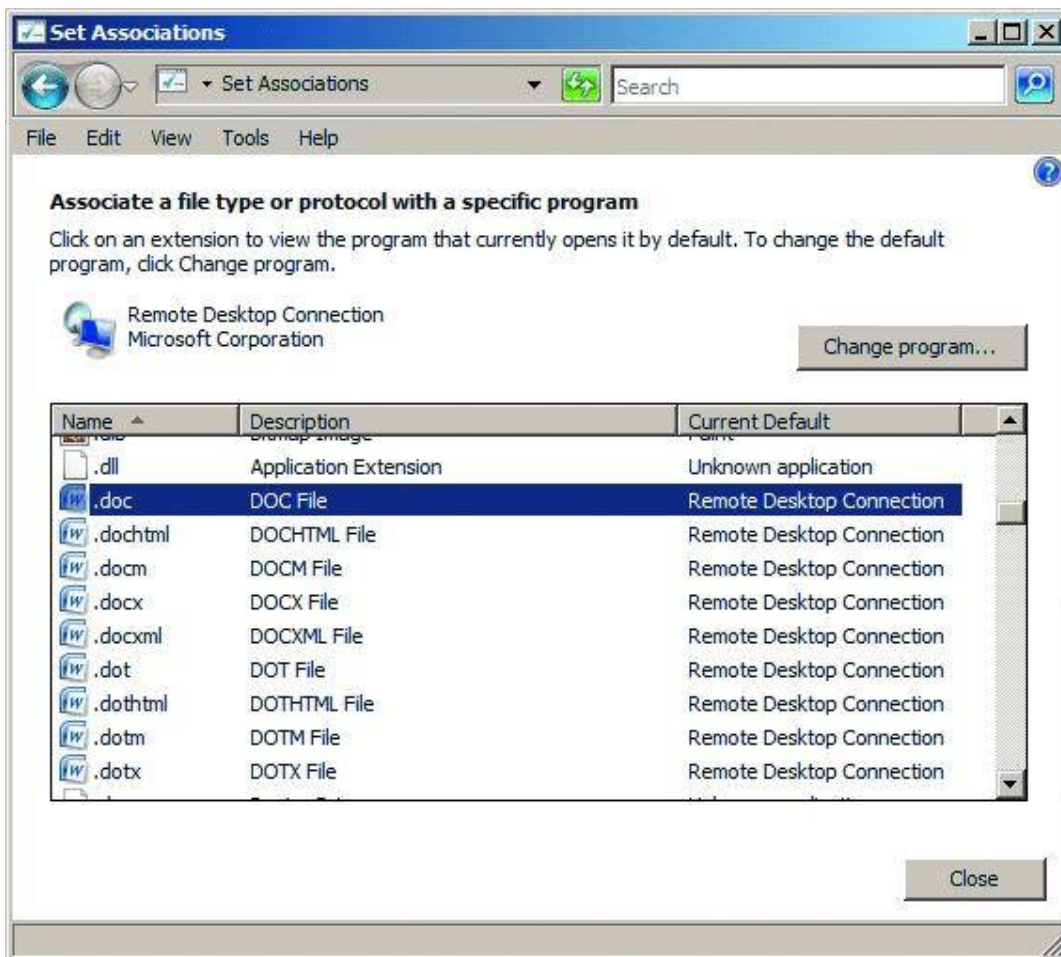 Set Associations
Set Associations
Search
File Edit View Tools Help
Associate a file type or protocol with a specific program
Click on an extension to view the program that currently opens it by default. To change the default
program, click Change program.
Remote Desktop Connection
Microsoft Corporation
Change program...
Name Description Current Default
.dll Application Extension Unknown application
.doc DOC File Remote Desktop Connection
.dochtml DOCHTML File Remote Desktop Connection
.docm DOCM File Remote Desktop Connection
.docx DOCX File Remote Desktop Connection
.docxml DOCXML File Remote Desktop Connection
.dot DOT File Remote Desktop Connection
.dothtml DOTHTML File Remote Desktop Connection
.dotm DOTM File Remote Desktop Connection
.dotx DOTX File Remote Desktop Connection
Close